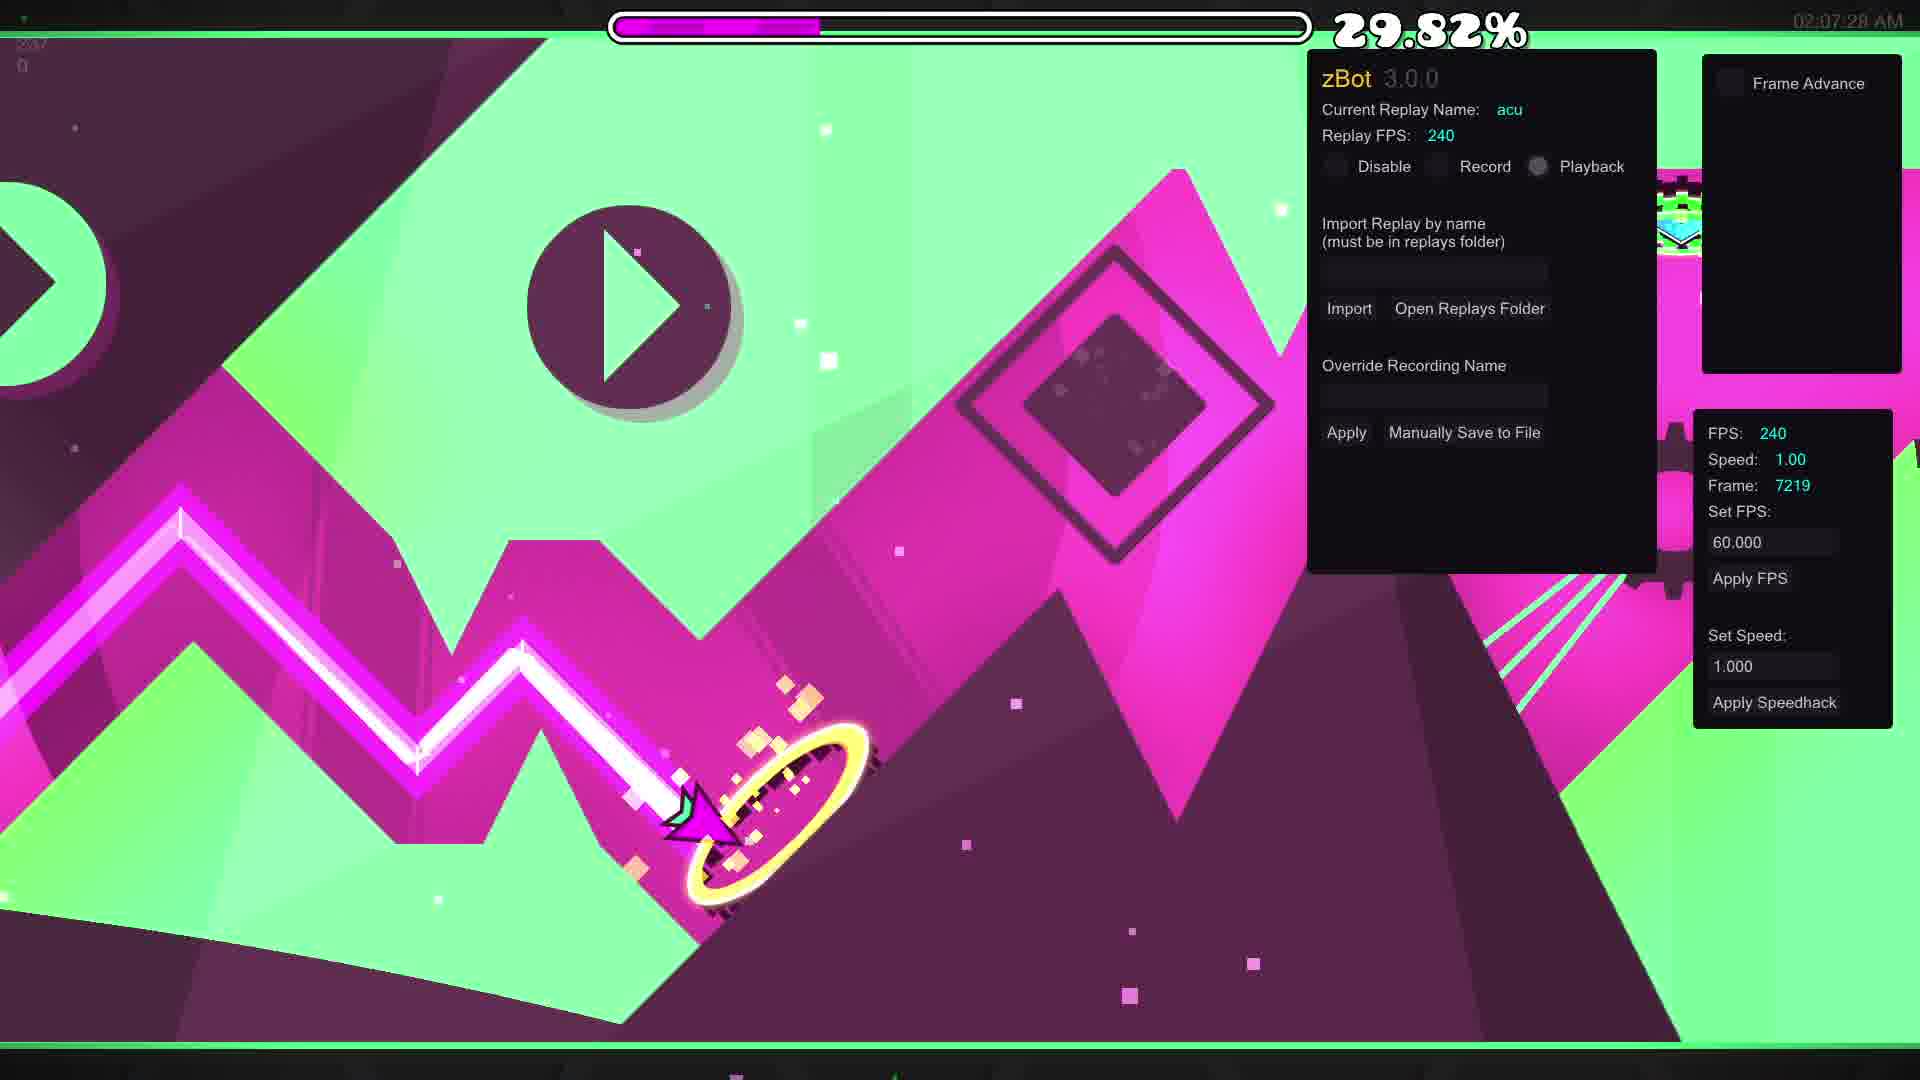 29.82%
02:07:28 AM
0
zBot 3.0.0
Current Replay Name: acu
Replay FPS: 240
Disable Record Playback
Import Replay by name
(must be in replays folder)
Import Open Replays Folder
Override Recording Name
Apply Manually Save to File
Frame Advance
FPS: 240
Speed: 1.00
Frame: 7219
Set FPS:
60.000
Apply FPS
Set Speed:
1.000
Apply Speedhack